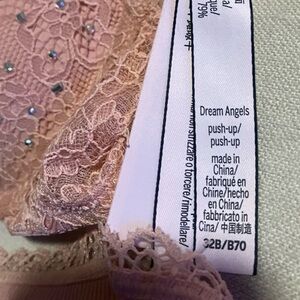 79%
Dream Angels
push-up/
push-up
made in
China/
fabriqué en
Chine/hecho
en China/
fabbricato in
Cina/ 中国制造
32B/B70